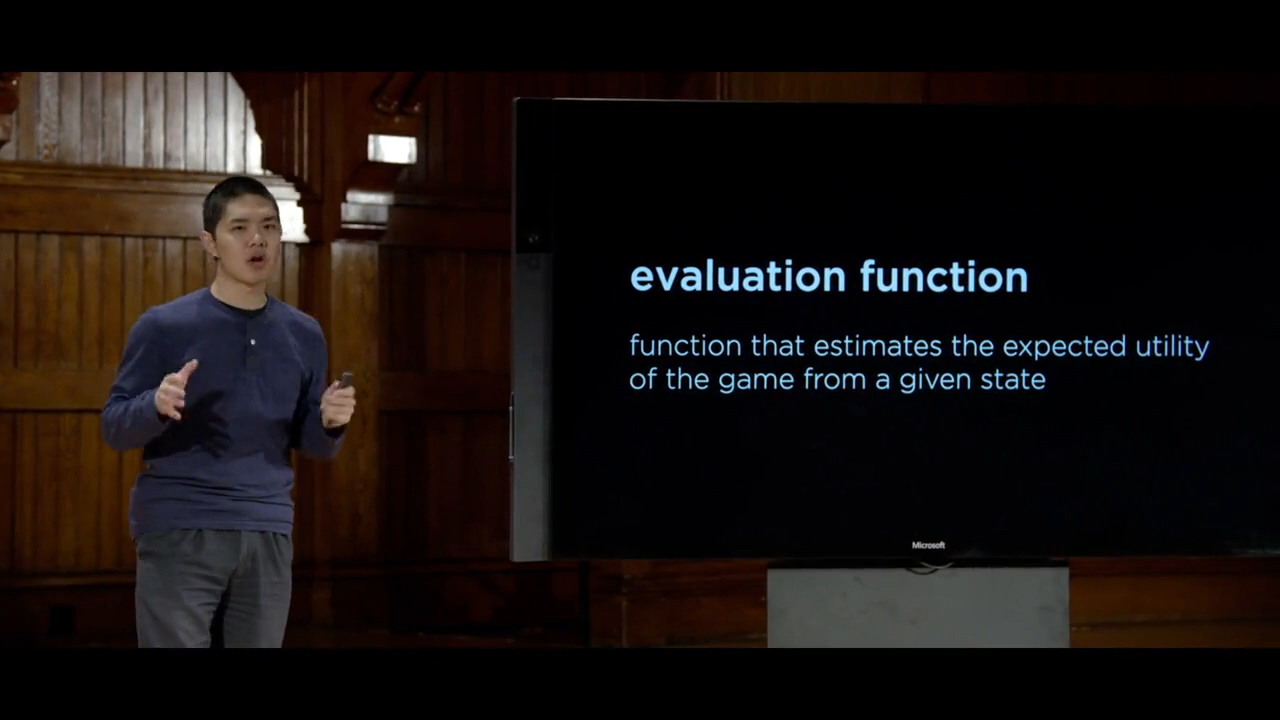 evaluation function
function that estimates the expected utility
of the game from a given state
Microsoft